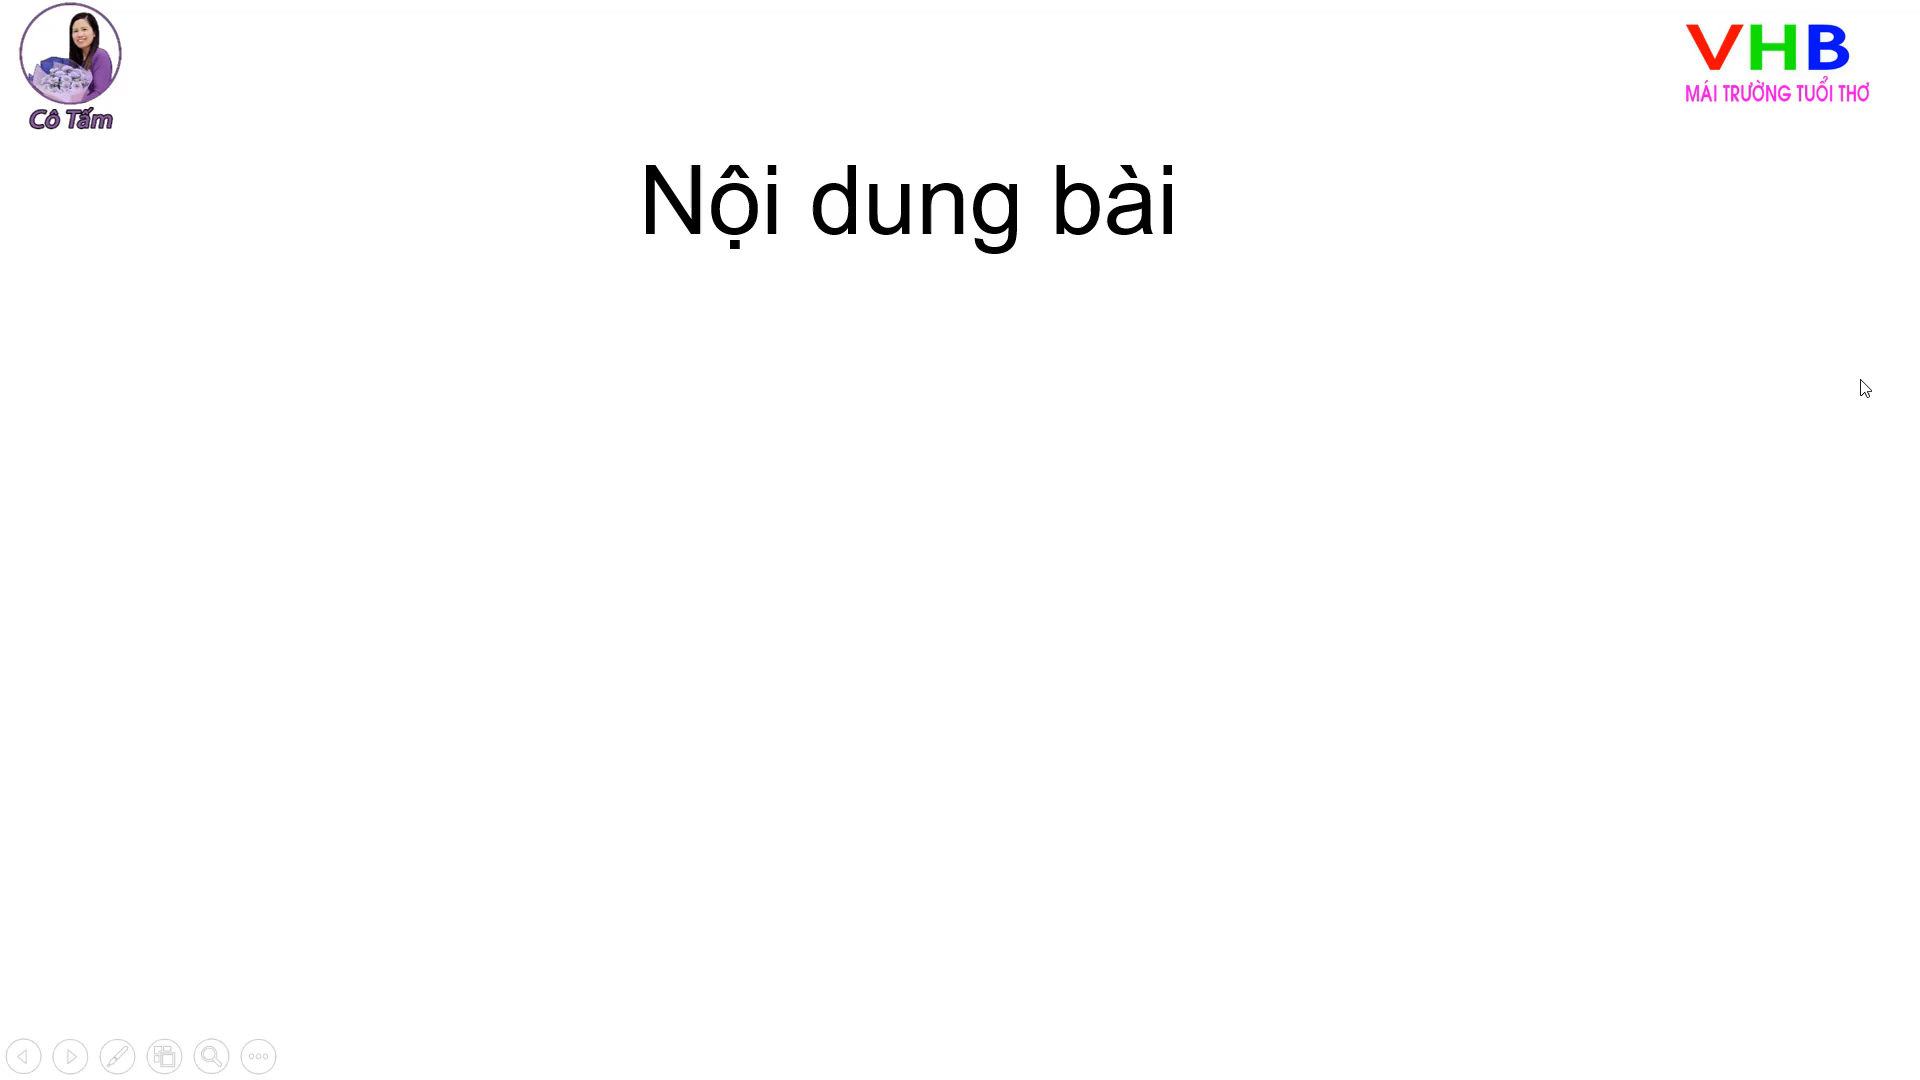 Cô Tấm
VHB
MÁI TRƯỜNG TUỔI THƠ
Nội dung bài